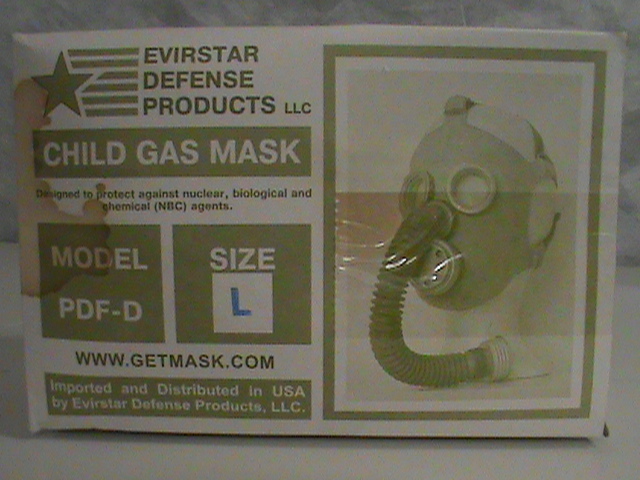 EVIRSTAR
DEFENSE
PRODUCTS LLC
CHILD GAS MASK
Designed to protect against nuclear, biological and
chemical (NBC) agents.
MODEL
PDF-D
SIZE
L
WWW.GETMASK.COM
Imported and Distributed in USA
by Evirstar Defense Products, LLC.